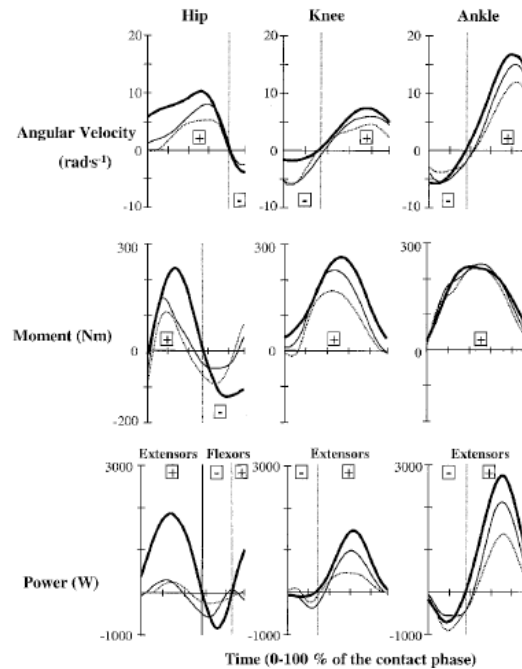 Hip Knee Ankle
20 20 20
10 10 10
Angular Velocity
(rad·s-1)
0 0 0
-10 -10 -10
+ + +
- - -
300 300 300
Moment (Nm)
0 0 0
-200 -200
+ + +
-
Extensors Flexors Extensors Extensors
3000 + - + 3000 - + 3000 - +
Power (W)
-1000 -1000 -1000
Time (0-100 % of the contact phase)